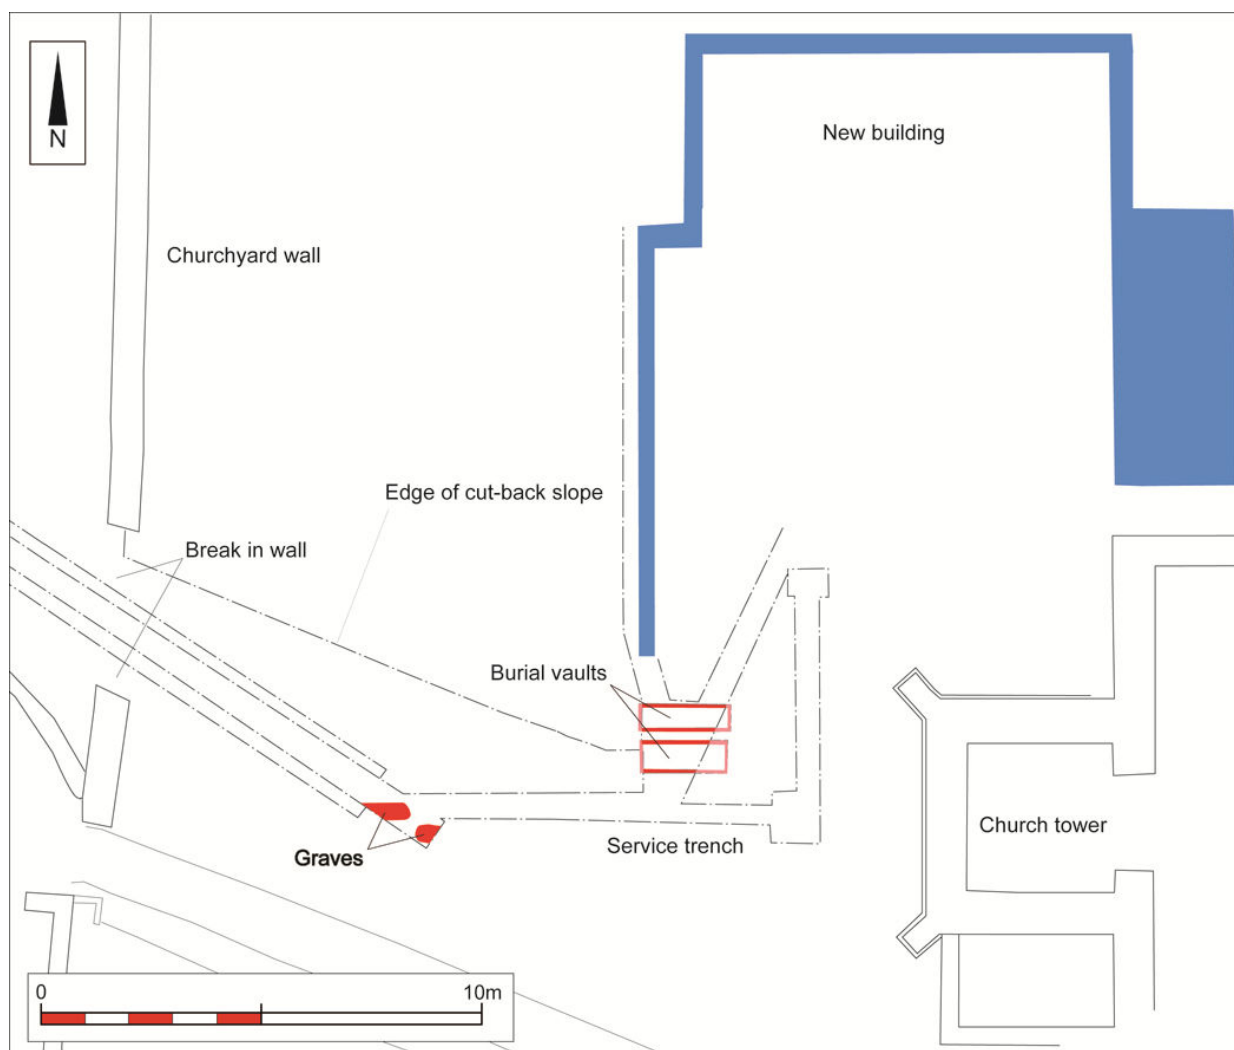 N
New building
Churchyard wall
Edge of cut-back slope
Break in wall
Burial vaults
Church tower
Service trench
Graves
0
10m